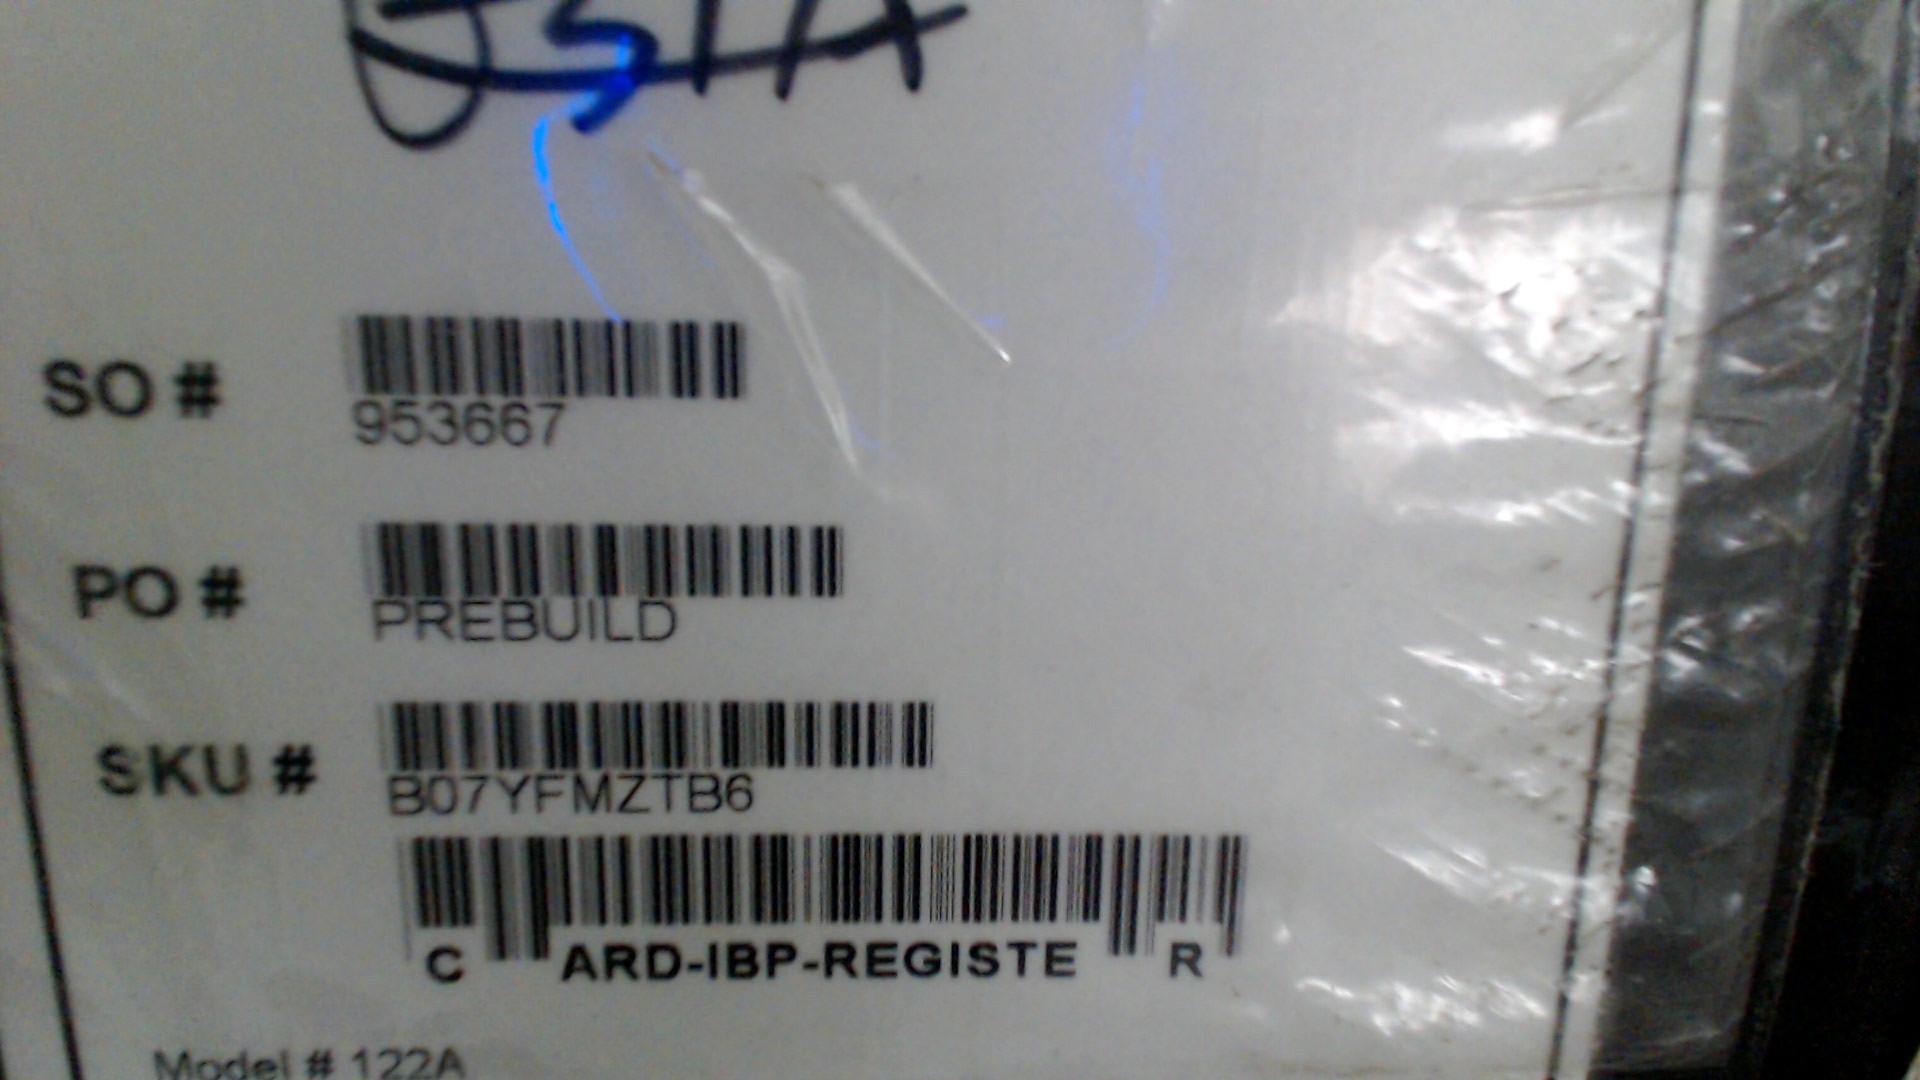 SO #
953667
PO #
PREBUILD
SKU #
B07YFMZTB6
C ARD-IBP-REGISTE R
Model # 122A